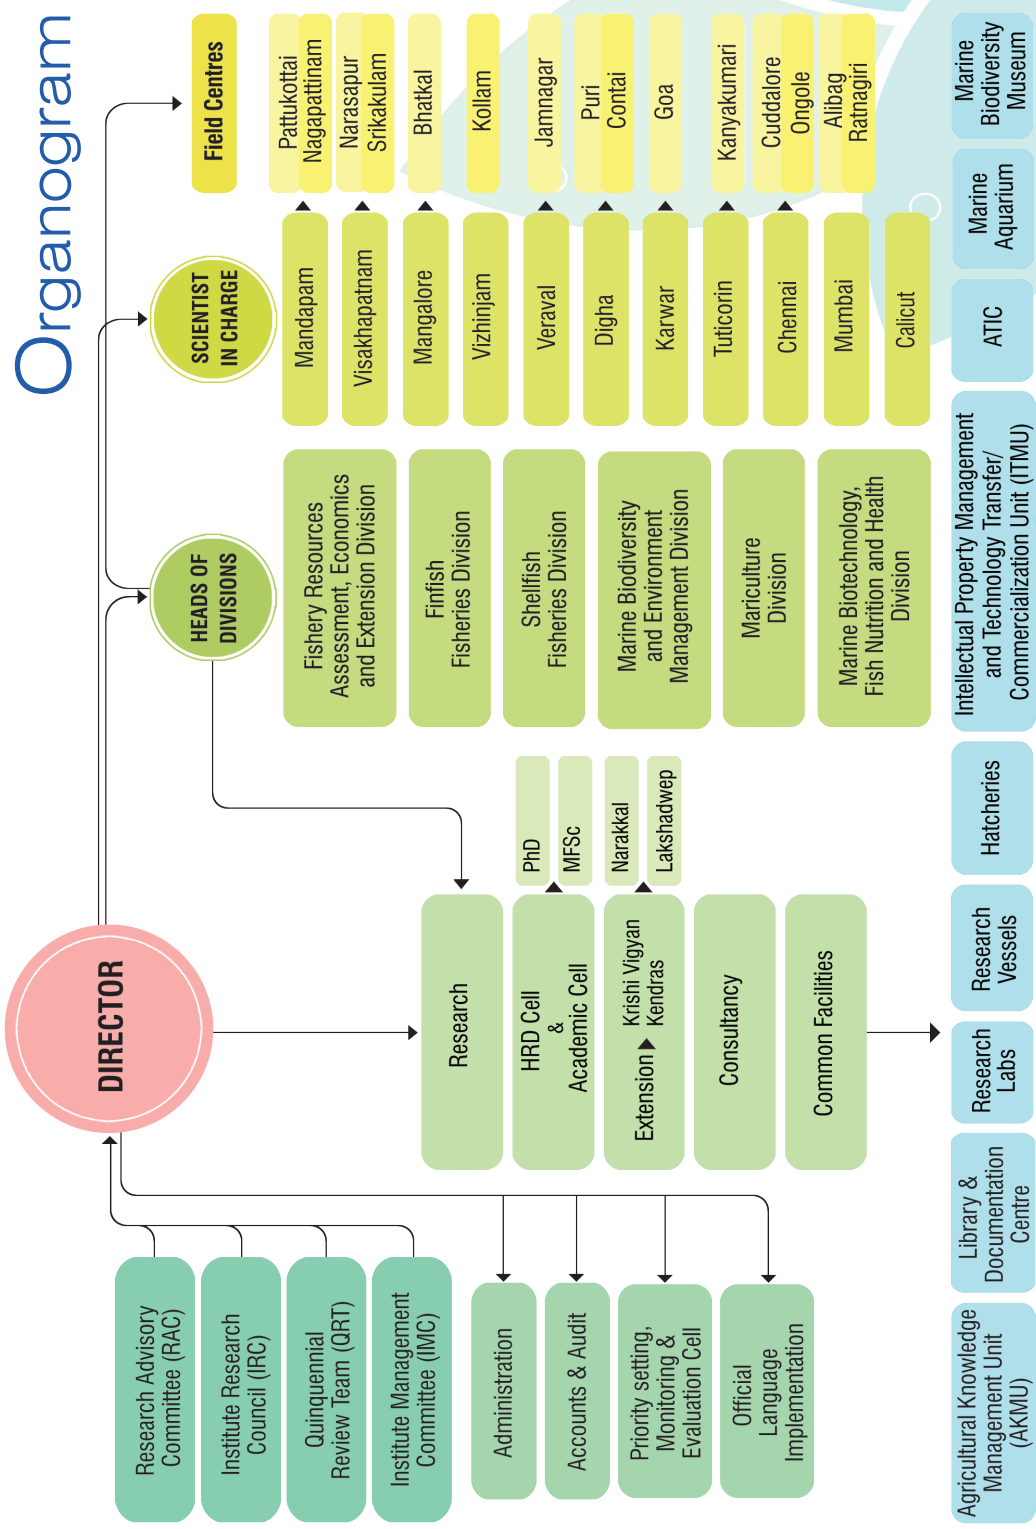 Organogram
DIRECTOR
Research Advisory
Committee (RAC)
Institute Research
Council (IRC)
Quinquennial
Review Team (QRT)
Institute Management
Committee (IMC)
Administration
Accounts & Audit
Priority setting,
Monitoring &
Evaluation Cell
Official
Language
Implementation
Research
HRD Cell
&
Academic Cell
PhD
MFSc
Extension
Krishi Vigyan
Kendras
Narakkal
Lakshadwep
Consultancy
Common Facilities
HEADS OF
DIVISIONS
Fishery Resources
Assessment, Economics
and Extension Division
Finfish
Fisheries Division
Shellfish
Fisheries Division
Marine Biodiversity
and Environment
Management Division
Mariculture
Division
Marine Biotechnology,
Fish Nutrition and Health
Division
SCIENTIST
IN CHARGE
Mandapam
Visakhapatnam
Mangalore
Vizhinjam
Veraval
Digha
Karwar
Tuticorin
Chennai
Mumbai
Calicut
Field Centres
Pattukottai
Nagapattinam
Narasapur
Srikakulam
Bhatkal
Kollam
Jamnagar
Puri
Contai
Goa
Kanyakumari
Cuddalore
Ongole
Alibag
Ratnagiri
Agricultural Knowledge
Management Unit
(AKMU)
Library &
Documentation
Centre
Research
Labs
Research
Vessels
Hatcheries
Intellectual Property Management
and Technology Transfer/
Commercialization Unit (ITMU)
ATIC
Marine
Aquarium
Marine
Biodiversity
Museum